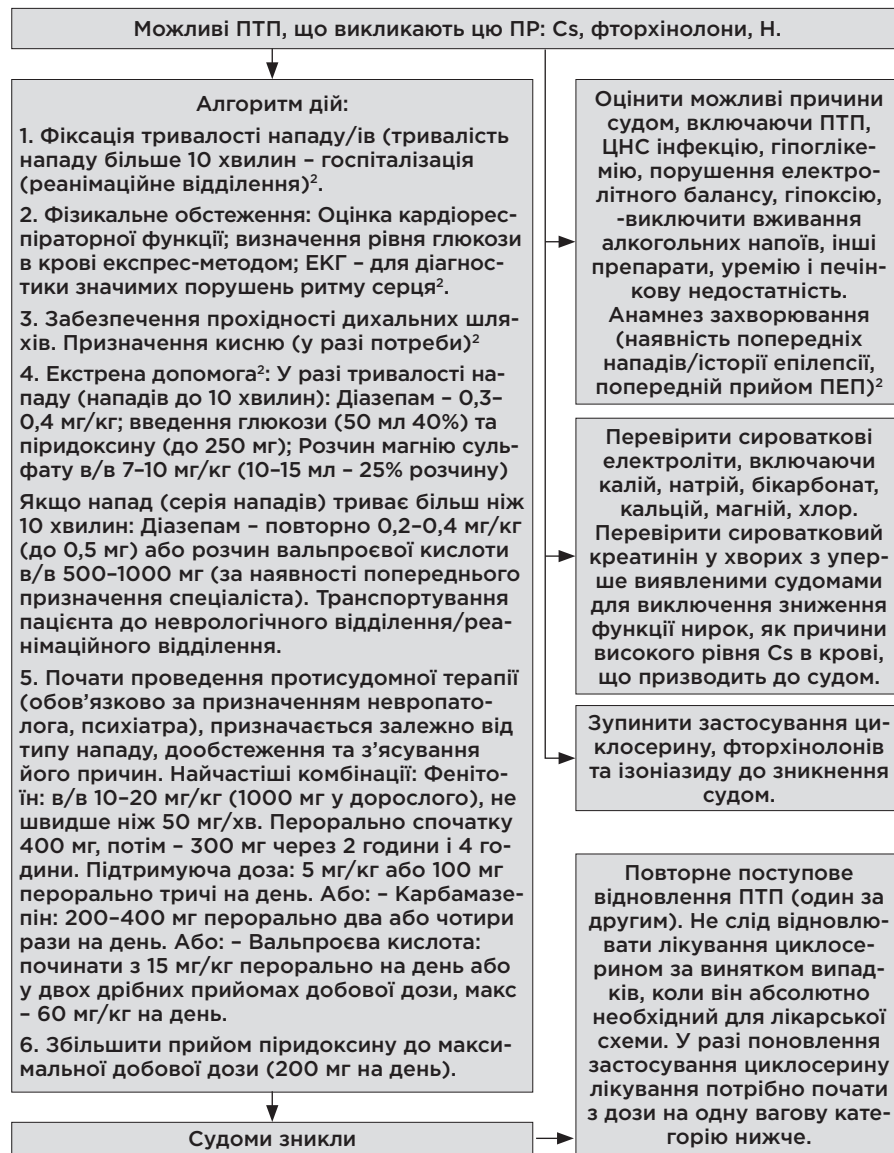 Можливі ПТП, що викликають цю ПР: Cs, фторхінолони, H.
Алгоритм дій:
1. Фіксація тривалості нападу/ів (тривалість
нападу більше 10 хвилин – госпіталізація
(реанімаційне відділення)².
2. Фізикальне обстеження: Оцінка кардіорес-
піраторної функції; визначення рівня глюкози
в крові експрес-методом; ЕКГ – для діагнос-
тики значимих порушень ритму серця².
3. Забезпечення прохідності дихальних шля-
хів. Призначення кисню (у разі потреби)²
4. Екстрена допомога²: У разі тривалості на-
паду (нападів до 10 хвилин): Діазепам – 0,3–
0,4 мг/кг; введення глюкози (50 мл 40%) та
піридоксину (до 250 мг); Розчин магнію суль-
фату в/в 7–10 мг/кг (10–15 мл – 25% розчину)
Якщо напад (серія нападів) триває більш ніж
10 хвилин: Діазепам – повторно 0,2–0,4 мг/кг
(до 0,5 мг) або розчин вальпроєвої кислоти
в/в 500–1000 мг (за наявності попереднього
призначення спеціаліста). Транспортування
пацієнта до неврологічного відділення/реа-
німаційного відділення.
5. Почати проведення протисудомної терапії
(обов'язково за призначенням невропато-
лога, психіатра), призначається залежно від
типу нападу, дообстеження та з'ясування
його причин. Найчастіші комбінації: Феніто-
їн: в/в 10–20 мг/кг (1000 мг у дорослого), не
швидше ніж 50 мг/хв. Перорально спочатку
400 мг, потім – 300 мг через 2 години і 4 го-
дини. Підтримуюча доза: 5 мг/кг або 100 мг
перорально тричі на день. Або: – Карбамазе-
пін: 200–400 мг перорально два або чотири
рази на день. Або: – Вальпроєва кислота:
починати з 15 мг/кг перорально на день або
у двох дрібних прийомах добової дози, макс
– 60 мг/кг на день.
6. Збільшити прийом піридоксину до макси-
мальної добової дози (200 мг на день).
Судоми зникли
Оцінити можливі причини
судом, включаючи ПТП,
ЦНС інфекцію, гіпоглікe-
мію, порушення електро-
літного балансу, гіпоксію,
-виключити вживання
алкогольних напоїв, інші
препарати, уремію і печін-
кову недостатність.
Анамнез захворювання
(наявність попередніх
нападів/історії епілепсії,
попередній прийом ПЕП)²
Перевірити сироваткові
електроліти, включаючи
калій, натрій, бікарбонат,
кальцій, магній, хлор.
Перевірити сироватковий
креатинін у хворих з упер-
ше виявленими судомами
для виключення зниження
функції нирок, як причини
високого рівня Cs в крові,
що призводить до судом.
Зупинити застосування ци-
клосерину, фторхінолонів
та ізоніазиду до зникнення
судом.
Повторне поступове
відновлення ПТП (один за
другим). Не слід відновлю-
вати лікування циклосе-
рином за винятком випад-
ків, коли він абсолютно
необхідний для лікарської
схеми. У разі поновлення
застосування циклосерину
лікування потрібно почати
з дози на одну вагову кате-
горію нижче.